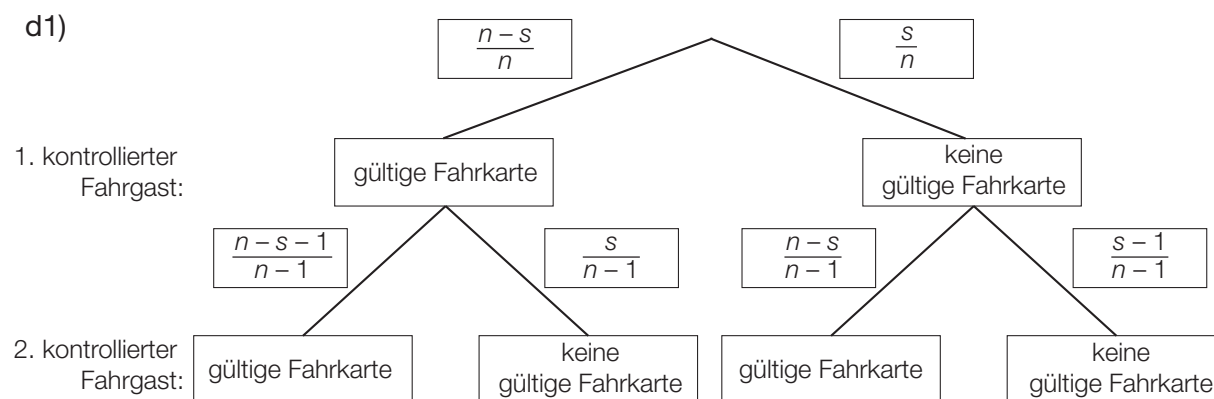 d1)
n – s
n
s
n
1. kontrollierter
Fahrgast:
gültige Fahrkarte
keine
gültige Fahrkarte
n – s – 1
n – 1
s
n – 1
n – s
n – 1
s – 1
n – 1
2. kontrollierter
Fahrgast:
gültige Fahrkarte
keine
gültige Fahrkarte
gültige Fahrkarte
keine
gültige Fahrkarte